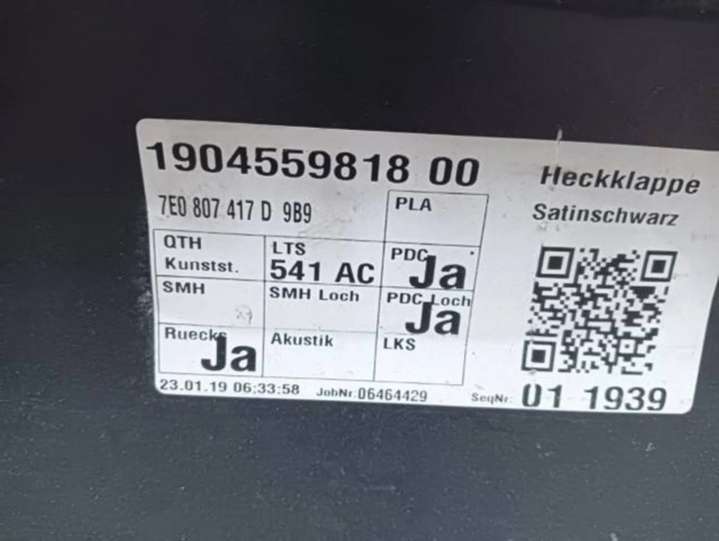 1904559818 00
Heckklappe
7E0 807 417 D 9B9
PLA
Satinschwarz
QTH
Kunstst.
LTS
541 AC
PDC
Ja
SMH
SMH Loch
PDC Loch
Ja
Ruecks
Ja
Akustik
LKS
23.01.19 06:33:58
JobNr:06464429
SeqNr: 01 1939